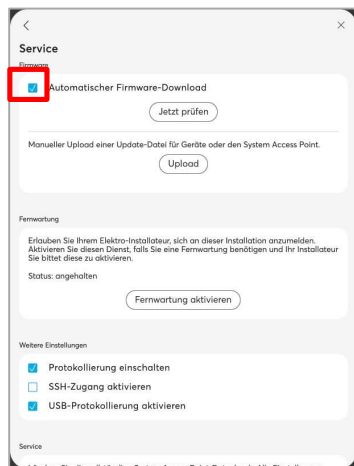 Service
Firmware
Automatischer Firmware-Download
Jetzt prüfen
Manueller Upload einer Update-Datei für Geräte oder den System Access Point.
Upload
Fernwartung
Erlauben Sie Ihrem Elektro-Installateur, sich an dieser Installation anzumelden.
Aktivieren Sie diesen Dienst, falls Sie eine Fernwartung benötigen und Ihr Installateur
Sie bittet diese zu aktivieren.
Status: angehalten
Fernwartung aktivieren
Weitere Einstellungen
Protokollierung einschalten
SSH-Zugang aktivieren
USB-Protokollierung aktivieren
Service